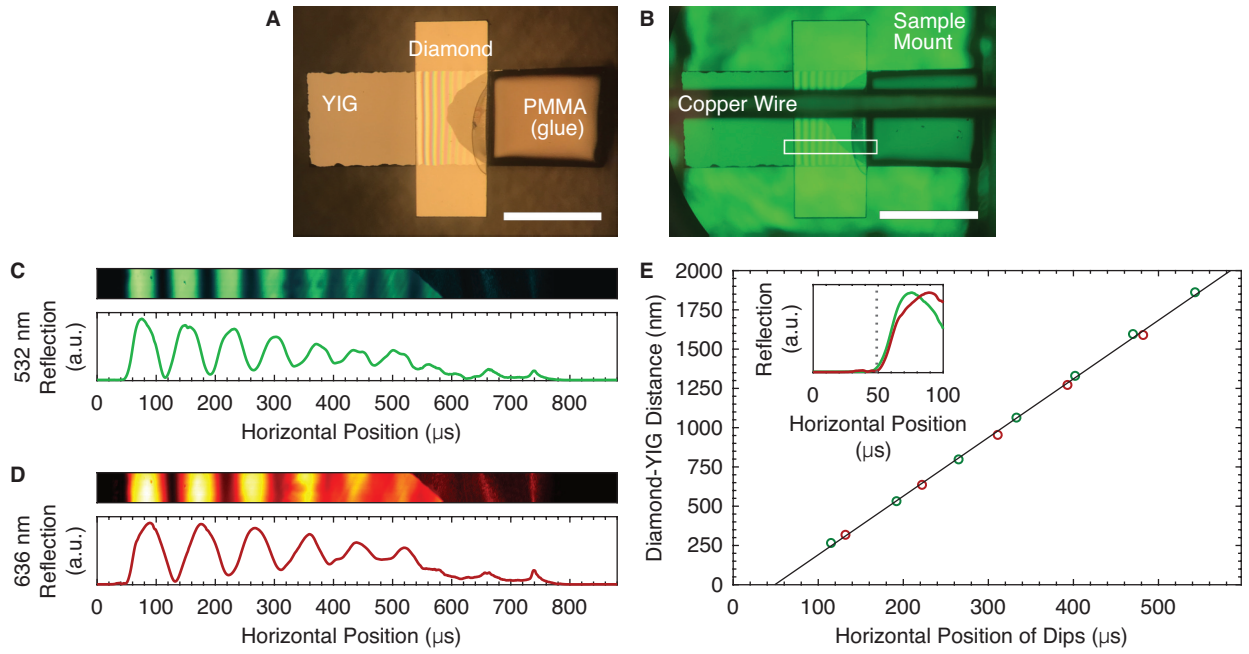 A
Diamond
YIG
PMMA
(glue)
B
Sample
Mount
Copper Wire
C
532 nm
Reflection
(a.u.)
0 100 200 300 400 500 600 700 800
Horizontal Position (μs)
D
636 nm
Reflection
(a.u.)
0 100 200 300 400 500 600 700 800
Horizontal Position (μs)
E
Diamond-YIG Distance (nm)
2000
1750
1500
1250
1000
750
500
250
0
0 100 200 300 400 500
Horizontal Position of Dips (μs)
Reflection
(a.u.)
0 50 100
Horizontal Position
(μs)